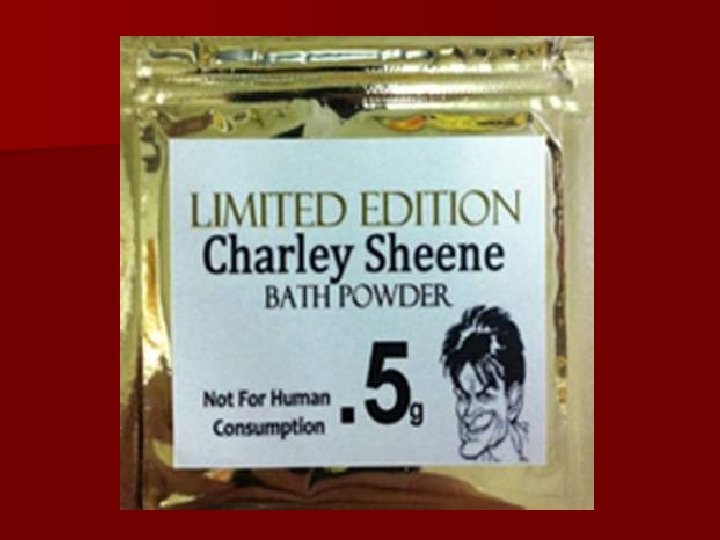 LIMITED EDITION
Charley Sheene
BATH POWDER
Not For Human
Consumption
.5g